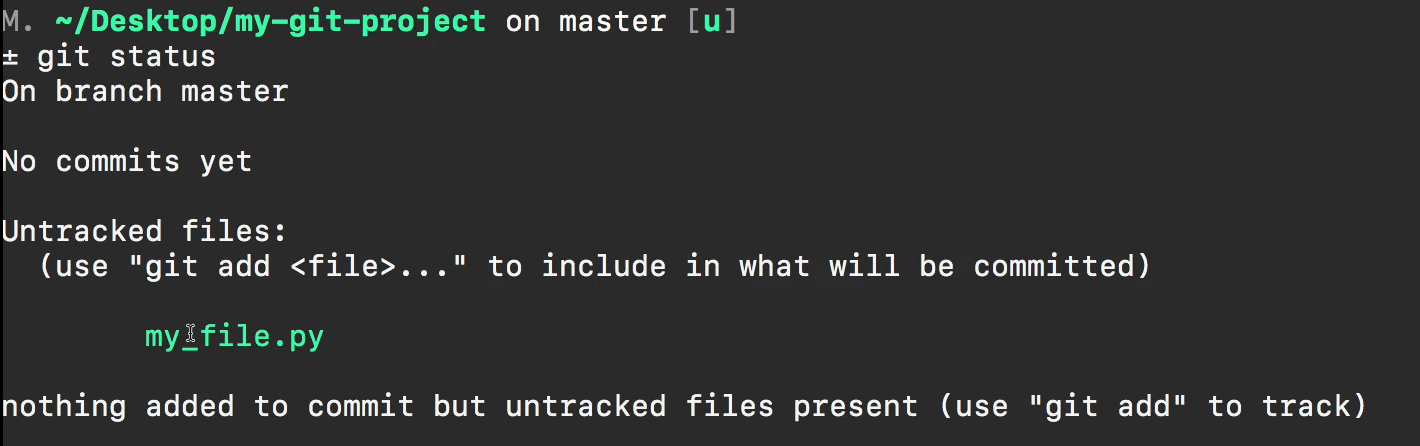 M. ~/Desktop/my-git-project on master [u]
± git status
On branch master
No commits yet
Untracked files:
(use "git add <file>..." to include in what will be committed)
my_file.py
nothing added to commit but untracked files present (use "git add" to track)